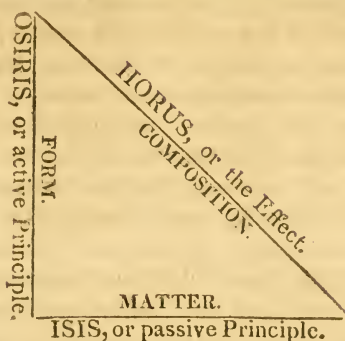 OSIRIS, or active Principle.
FORM.
HORUS, or the Effect.
COMPOSITION.
MATTER.
ISIS, or passive Principle.